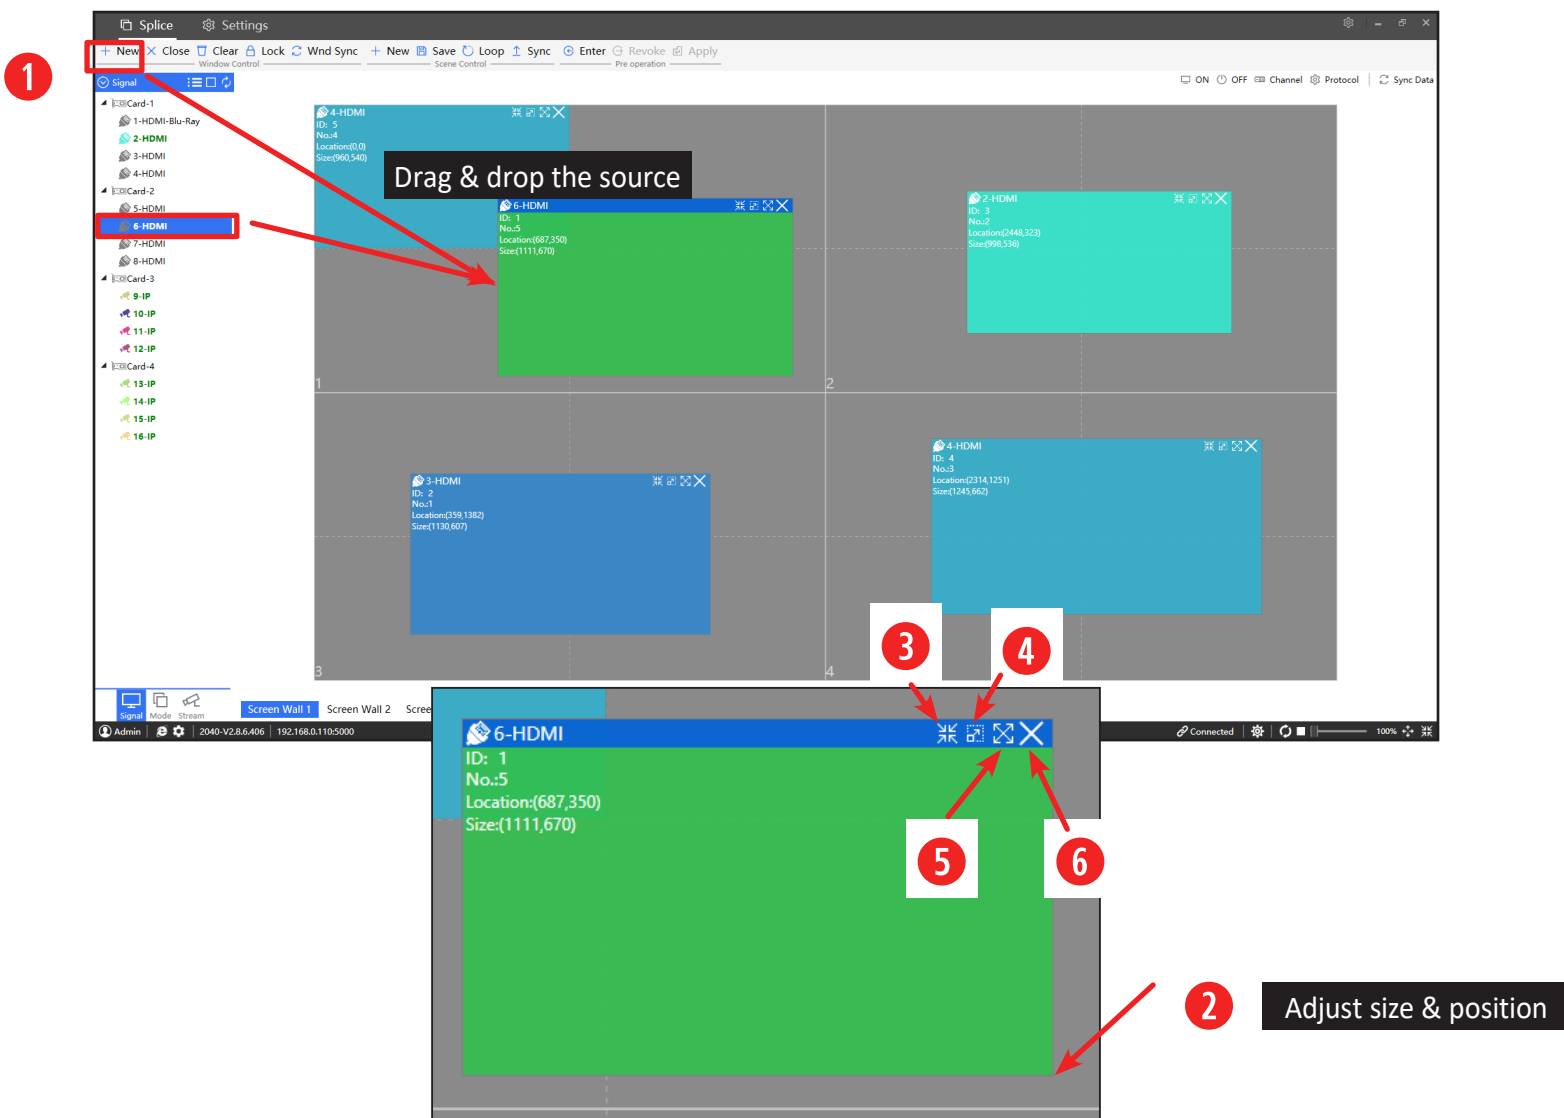 Splice Settings
New Close Clear Lock Wnd Sync New Save Loop Sync Enter Revoke Apply
Window Control Scene Control Pre operation
1
Signal
ON OFF Channel Protocol Sync Data
Card-1
1-HDMI-Blu-Ray
2-HDMI
3-HDMI
4-HDMI
Card-2
5-HDMI
6-HDMI
7-HDMI
8-HDMI
Card-3
9-IP
10-IP
11-IP
12-IP
Card-4
13-IP
14-IP
15-IP
16-IP
4-HDMI
ID: 5
No.:4
Location:(0,0)
Size:(960,540)
Drag & drop the source
6-HDMI
ID: 1
No.:5
Location:(687,350)
Size:(1111,670)
2-HDMI
ID: 3
No.:2
Location:(2448,323)
Size:(998,536)
1
2
3-HDMI
ID: 2
No.:1
Location:(359,1382)
Size:(1130,607)
4-HDMI
ID: 4
No.:3
Location:(2314,1251)
Size:(1245,662)
3
4
3
4
Signal Mode Stream
Screen Wall 1 Screen Wall 2 Scree
Admin 2040-V2.8.6.406 192.168.0.110:5000
Connected 100%
6-HDMI
ID: 1
No.:5
Location:(687,350)
Size:(1111,670)
5
6
2
Adjust size & position